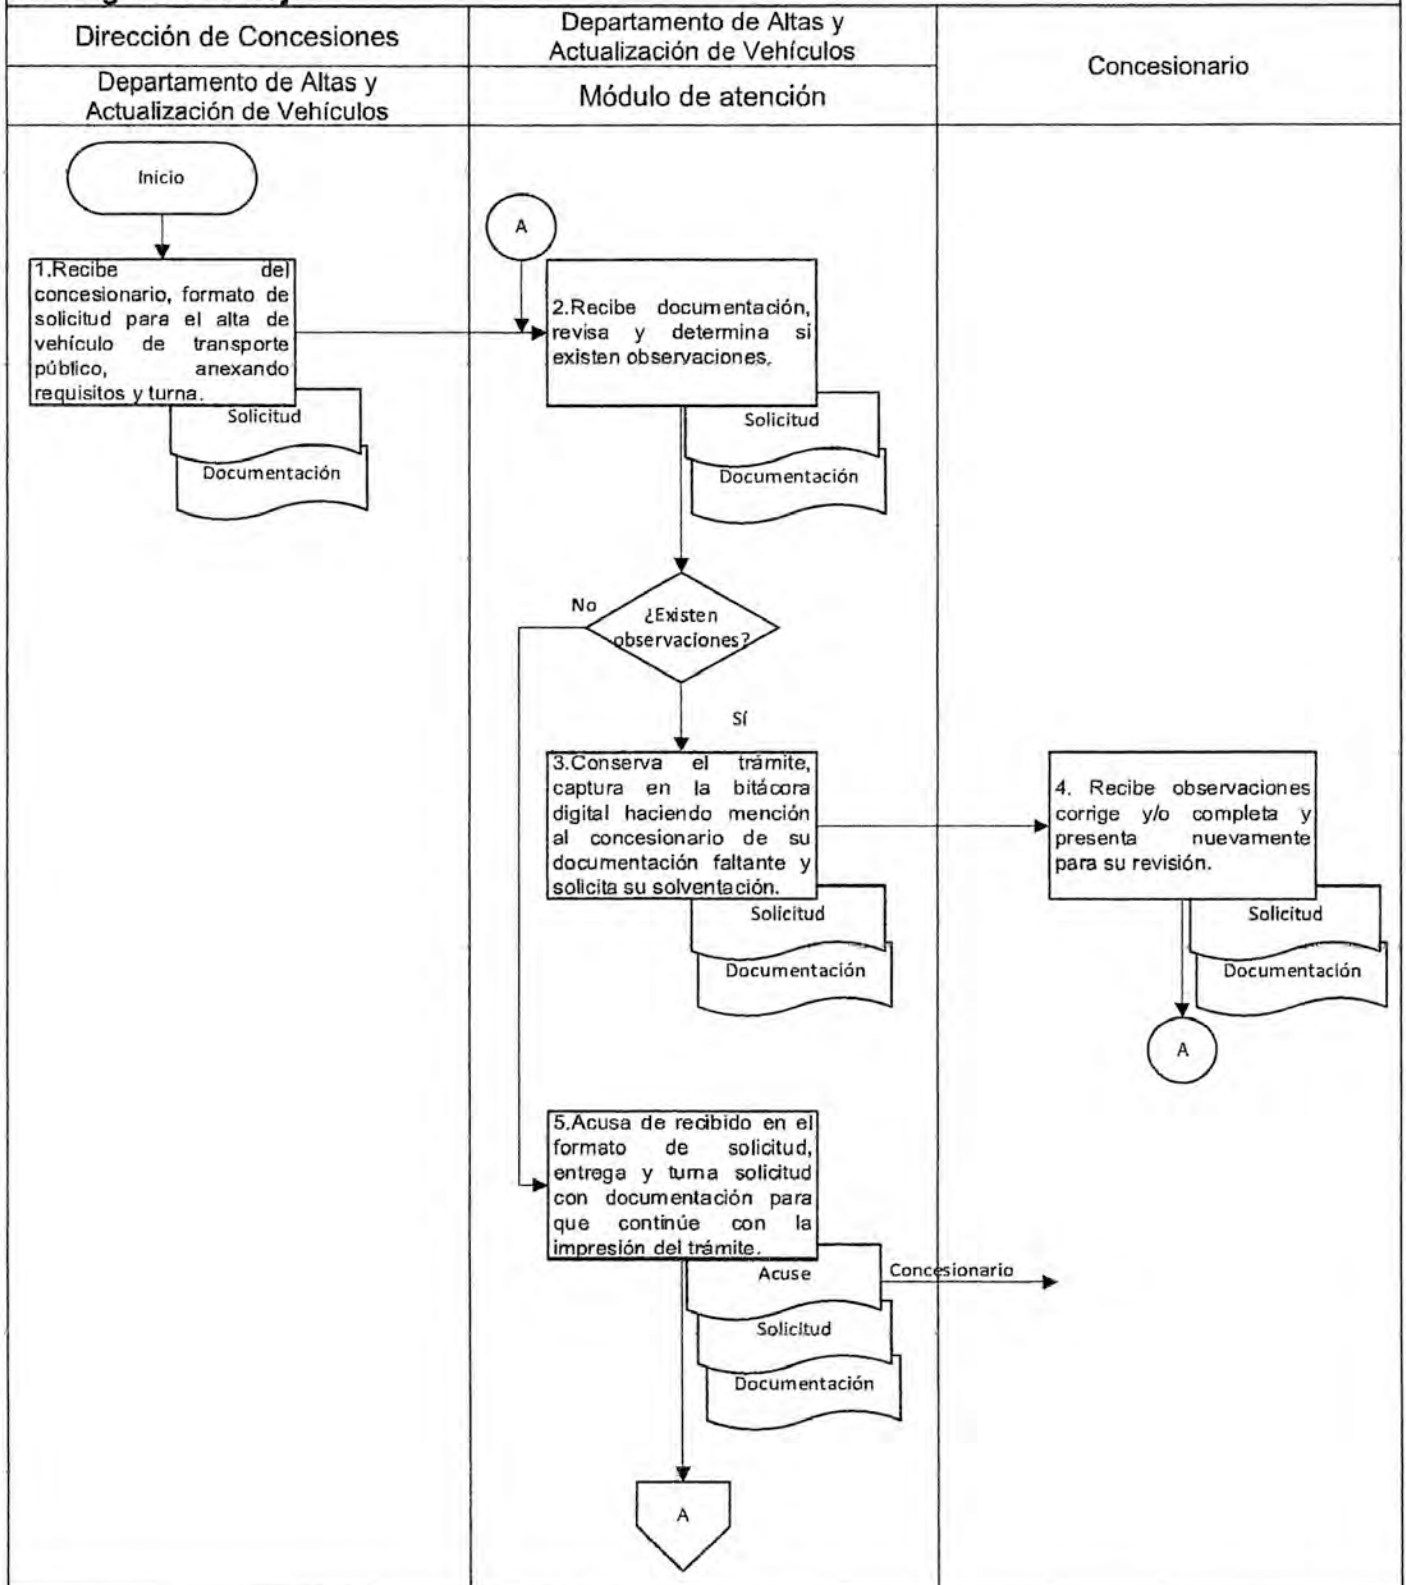 Dirección de Concesiones
Departamento de Altas y
Actualización de Vehículos
Departamento de Altas y
Actualización de Vehículos
Módulo de atención
Concesionario
Inicio
1.Recibe del
concesionario, formato de
solicitud para el alta de
vehículo de transporte
público, anexando
requisitos y turna.
Solicitud
Documentación
A
2.Recibe documentación,
revisa y determina si
existen observaciones.
Solicitud
Documentación
¿Existen
observaciones?
No
Sí
3.Conserva el trámite,
captura en la bitácora
digital haciendo mención
al concesionario de su
documentación faltante y
solicita su solventación.
Solicitud
Documentación
4. Recibe observaciones
corrige y/o completa y
presenta nuevamente
para su revisión.
Solicitud
Documentación
A
5.Acusa de recibido en el
formato de solicitud,
entrega y turna solicitud
con documentación para
que continúe con la
impresión del trámite.
Acuse
Concesionario
Solicitud
Documentación
A